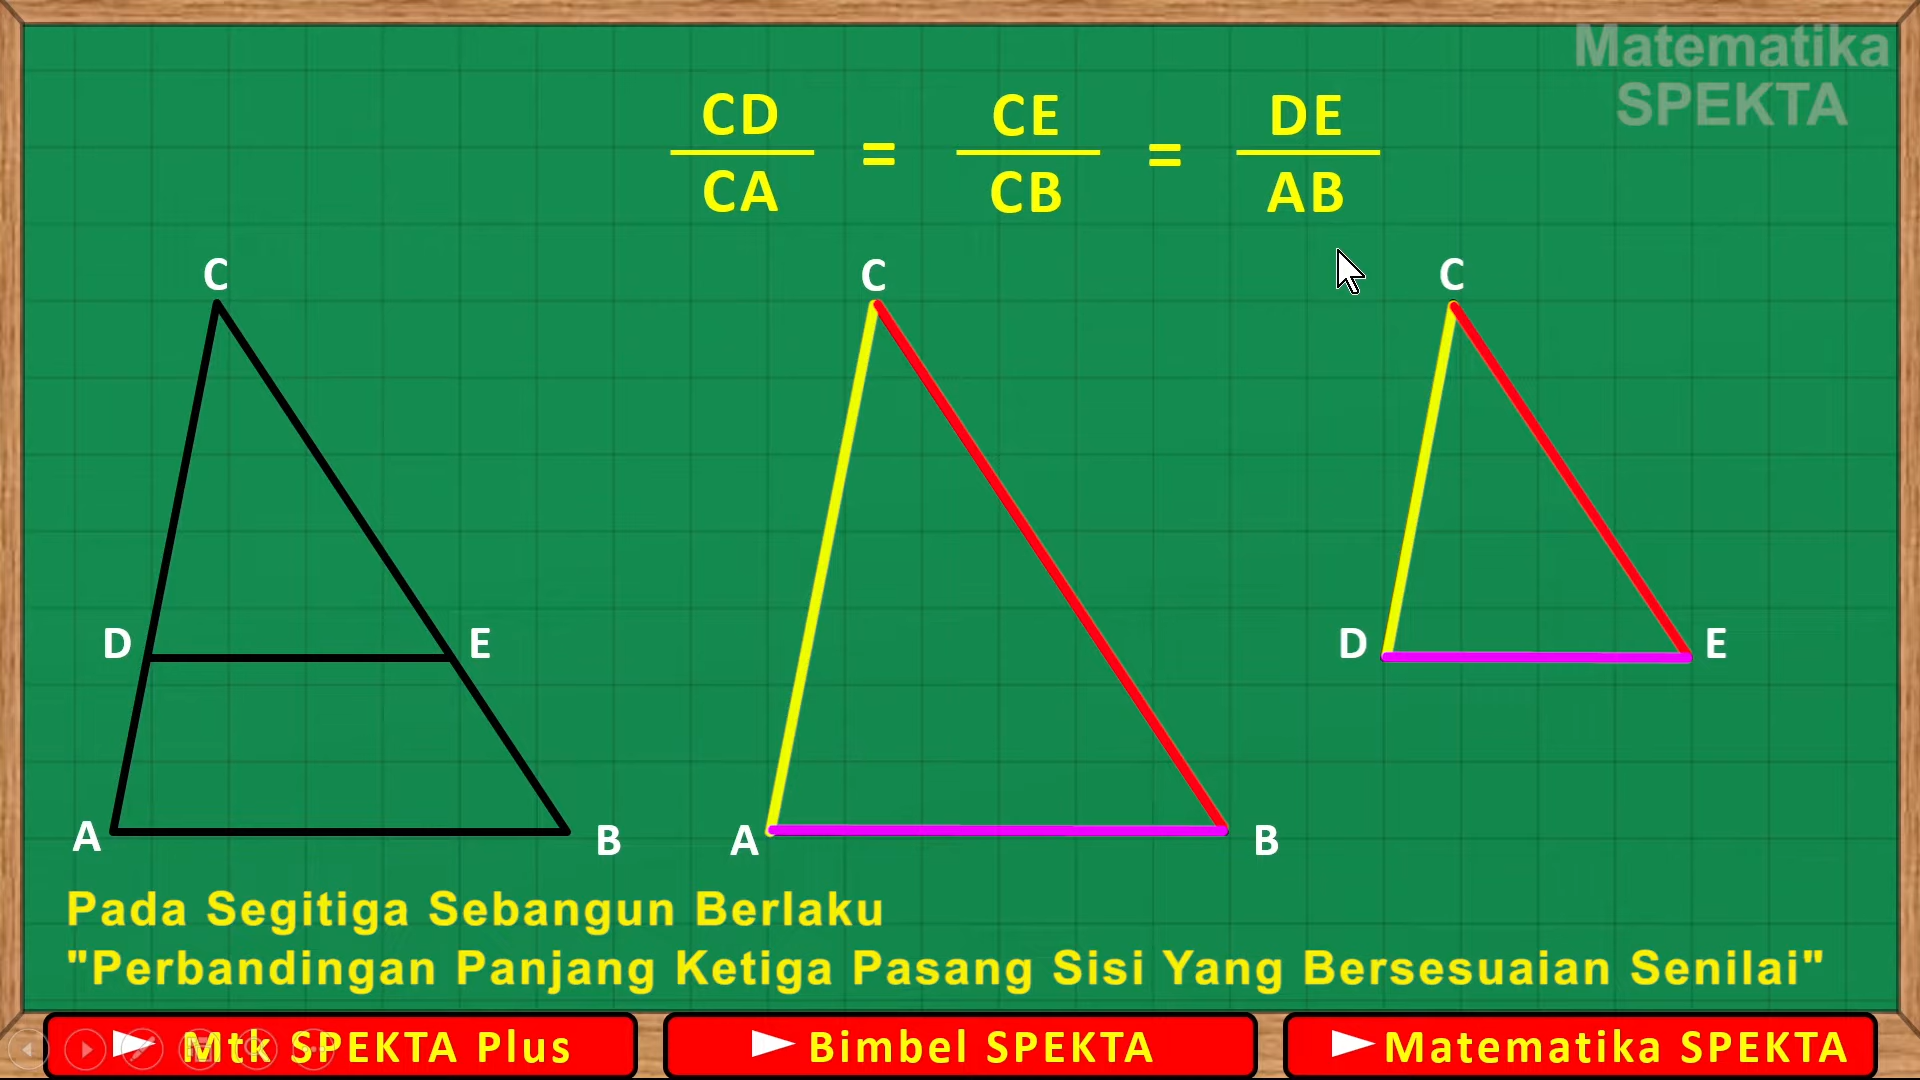 Matematika
SPEKTA
CD = CE = DE
CA CB AB
C C C
D E D E
A B A B
Pada Segitiga Sebangun Berlaku
"Perbandingan Panjang Ketiga Pasang Sisi Yang Bersesuaian Senilai"
Mtk SPEKTA Plus
Bimbel SPEKTA
Matematika SPEKTA